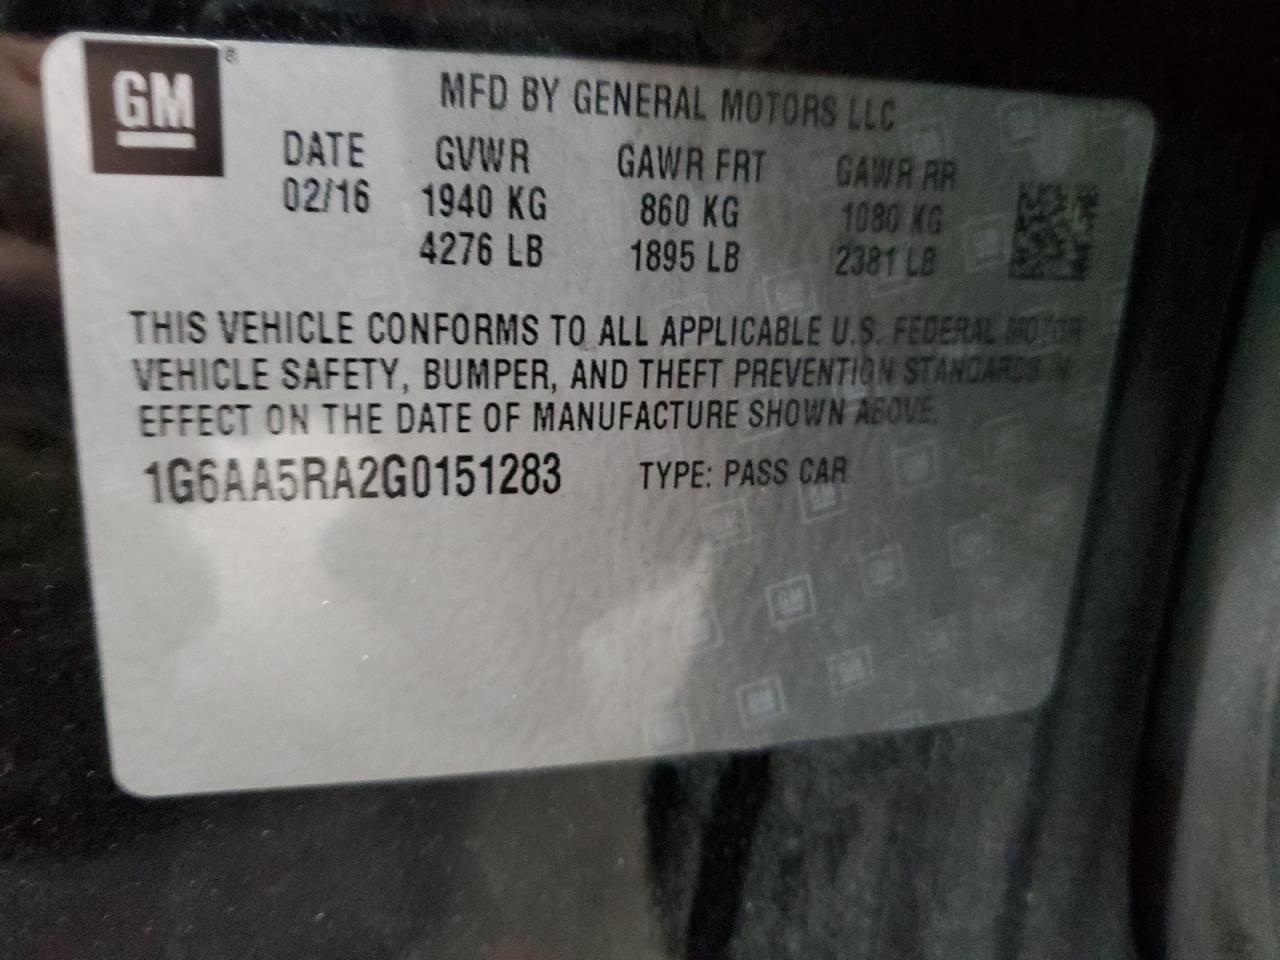 GM ®
MFD BY GENERAL MOTORS LLC
DATE GVWR GAWR FRT GAWR RR
02/16 1940 KG 860 KG 1080 KG
4276 LB 1895 LB 2381 LB
THIS VEHICLE CONFORMS TO ALL APPLICABLE U.S. FEDERAL MOTOR
VEHICLE SAFETY, BUMPER, AND THEFT PREVENTION STANDARDS IN
EFFECT ON THE DATE OF MANUFACTURE SHOWN ABOVE.
1G6AA5RA2G0151283 TYPE: PASS CAR